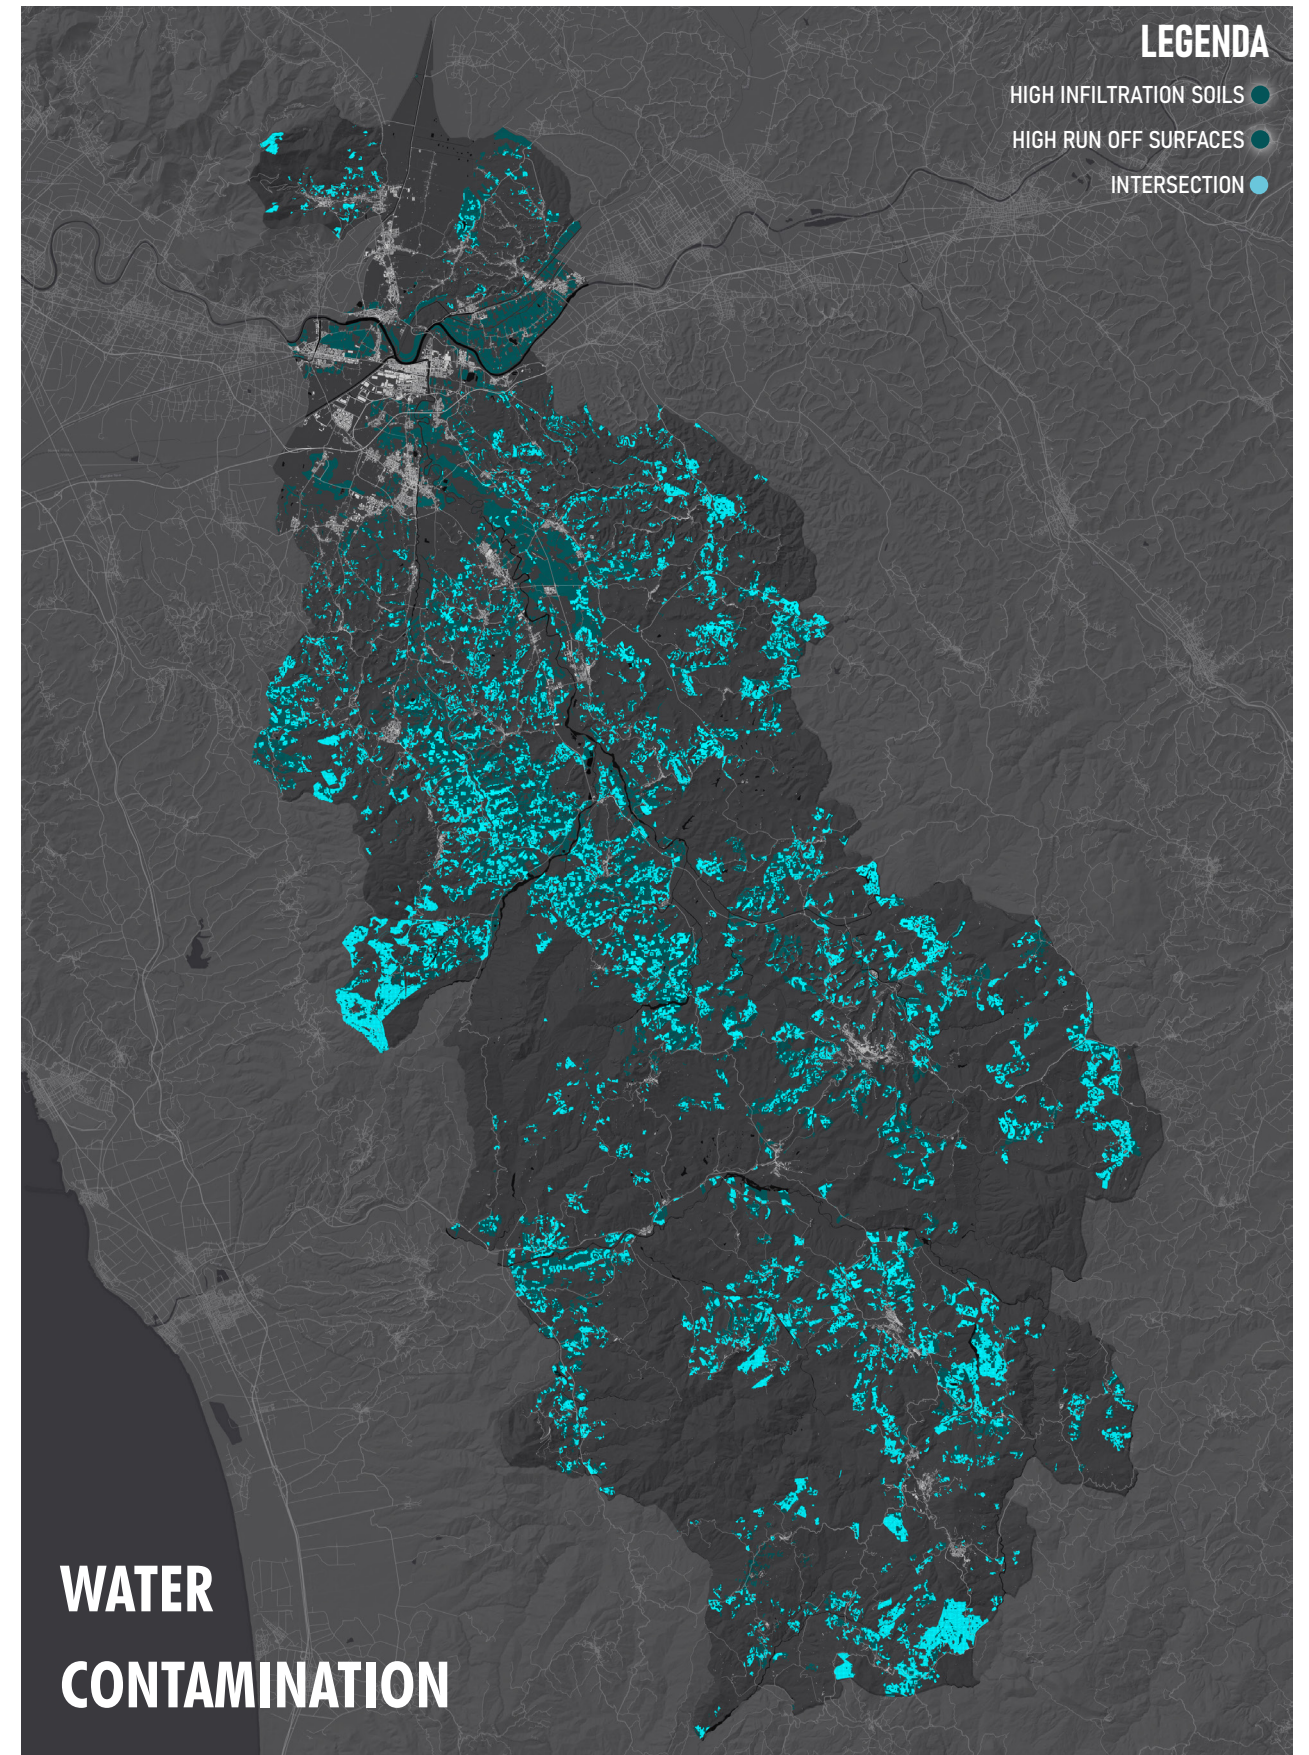 LEGENDA
HIGH INFILTRATION SOILS
HIGH RUN OFF SURFACES
INTERSECTION
WATER
CONTAMINATION